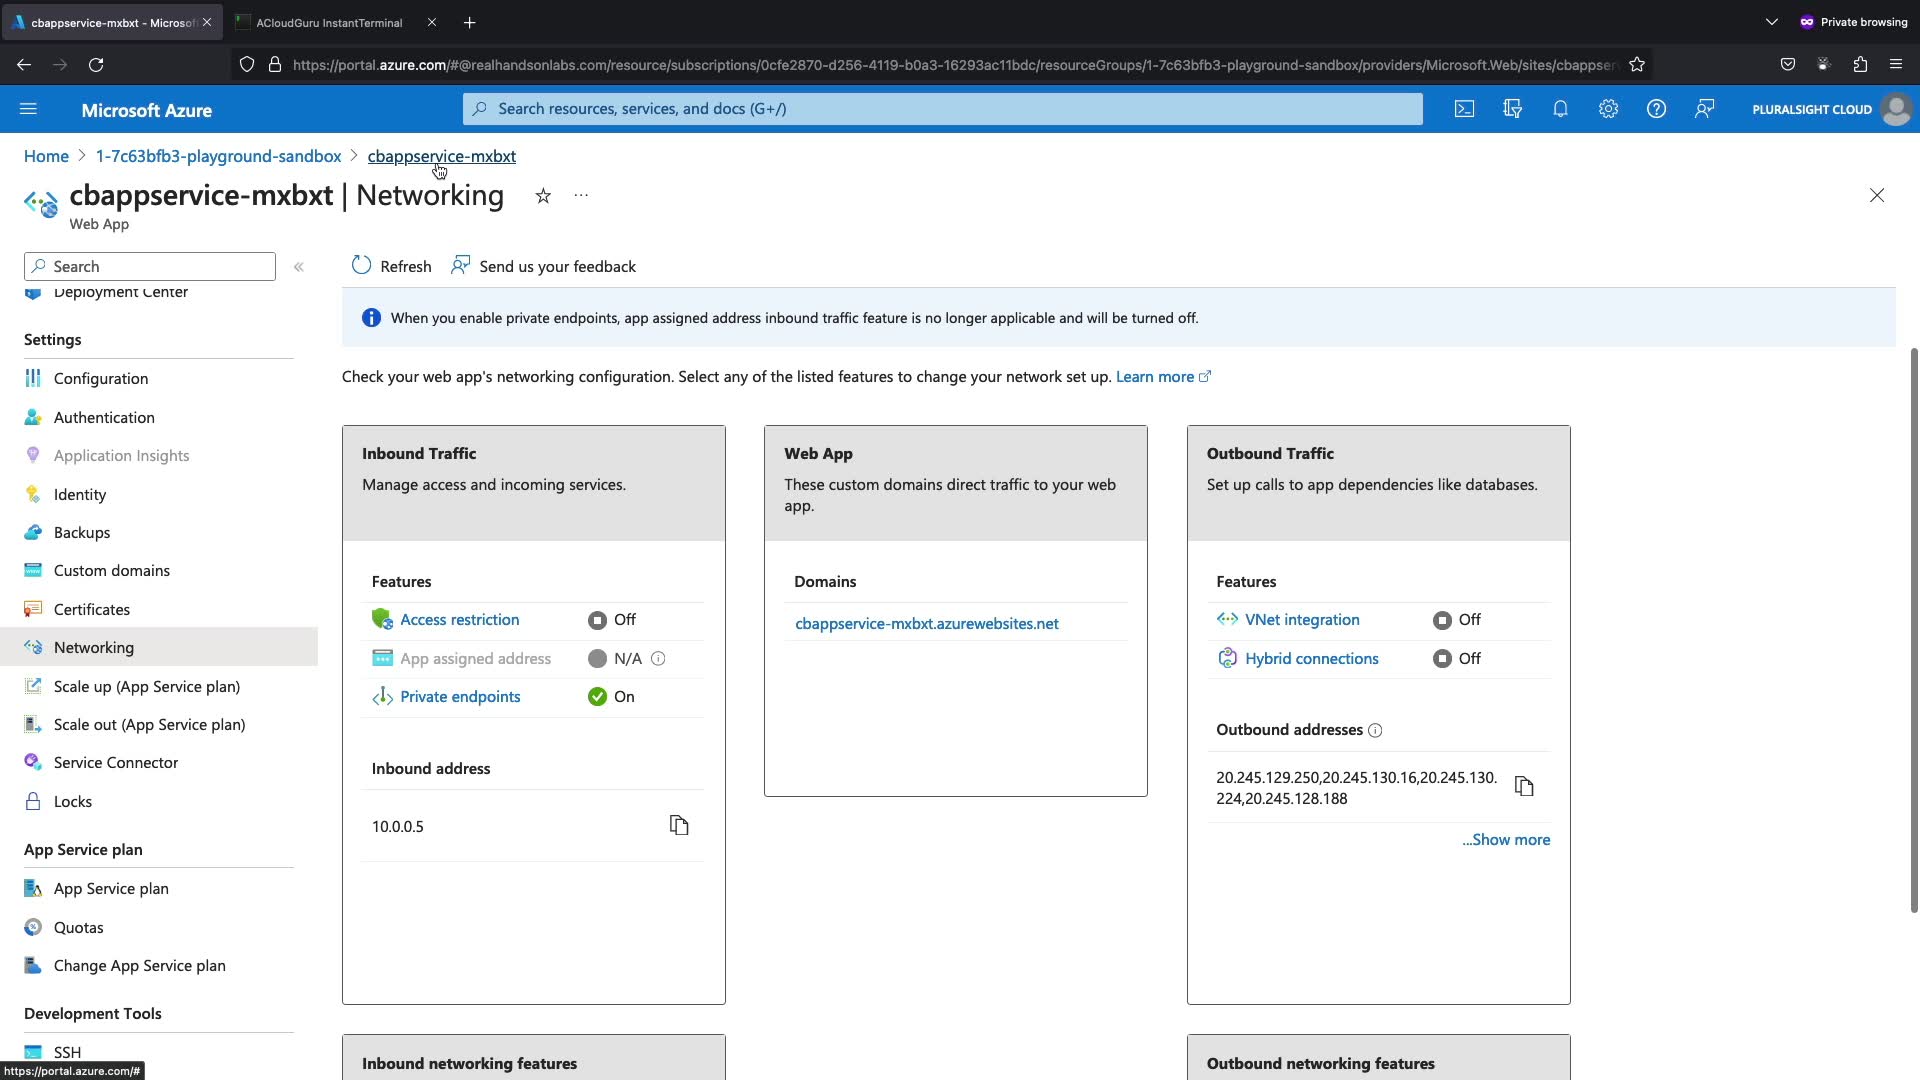 cbappservice-mxbxt - Microsof
ACloudGuru InstantTerminal
Private browsing
https://portal.azure.com/#@realhandsonlabs.com/resource/subscriptions/0cfe2870-d256-4119-b0a3-16293ac11bdc/resourceGroups/1-7c63bfb3-playground-sandbox/providers/Microsoft.Web/sites/cbappser
Microsoft Azure
Search resources, services, and docs (G+/)
PLURALSIGHT CLOUD
Home > 1-7c63bfb3-playground-sandbox > cbappservice-mxbxt
cbappservice-mxbxt | Networking
Web App
Search
Refresh
Send us your feedback
Deployment Center
Settings
Configuration
Authentication
Application Insights
Identity
Backups
Custom domains
Certificates
Networking
Scale up (App Service plan)
Scale out (App Service plan)
Service Connector
Locks
App Service plan
App Service plan
Quotas
Change App Service plan
Development Tools
SSH
https://portal.azure.com/#
When you enable private endpoints, app assigned address inbound traffic feature is no longer applicable and will be turned off.
Check your web app's networking configuration. Select any of the listed features to change your network set up. Learn more
Inbound Traffic
Manage access and incoming services.
Features
Access restriction Off
App assigned address N/A
Private endpoints On
Inbound address
10.0.0.5
Inbound networking features
Web App
These custom domains direct traffic to your web
app.
Domains
cbappservice-mxbxt.azurewebsites.net
Outbound Traffic
Set up calls to app dependencies like databases.
Features
VNet integration Off
Hybrid connections Off
Outbound addresses
20.245.129.250,20.245.130.16,20.245.130.
224,20.245.128.188
...Show more
Outbound networking features